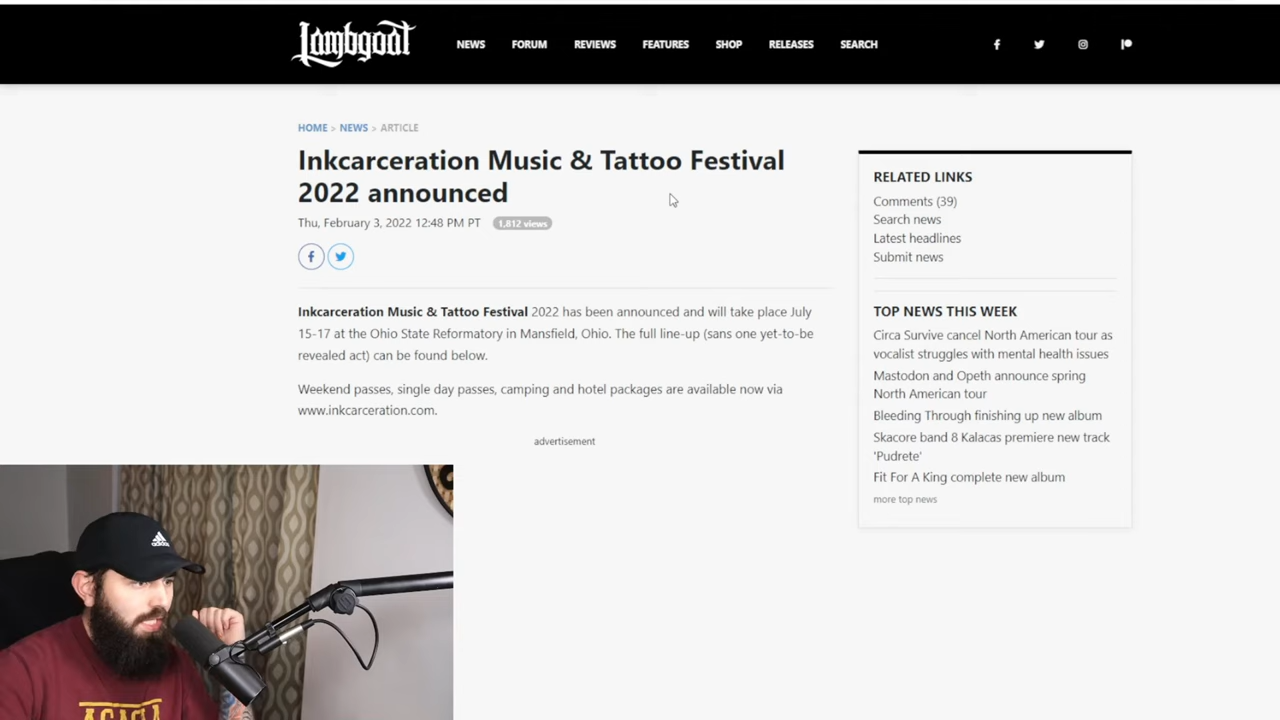 Lambgoat
NEWS FORUM REVIEWS FEATURES SHOP RELEASES SEARCH
HOME > NEWS > ARTICLE
Inkcarceration Music & Tattoo Festival
2022 announced
Thu, February 3, 2022 12:48 PM PT 1,812 views
Inkcarceration Music & Tattoo Festival 2022 has been announced and will take place July
15-17 at the Ohio State Reformatory in Mansfield, Ohio. The full line-up (sans one yet-to-be
revealed act) can be found below.
Weekend passes, single day passes, camping and hotel packages are available now via
www.inkcarceration.com.
advertisement
RELATED LINKS
Comments (39)
Search news
Latest headlines
Submit news
TOP NEWS THIS WEEK
Circa Survive cancel North American tour as
vocalist struggles with mental health issues
Mastodon and Opeth announce spring
North American tour
Bleeding Through finishing up new album
Skacore band 8 Kalacas premiere new track
'Pudrete'
Fit For A King complete new album
more top news
adidas
ACACIA